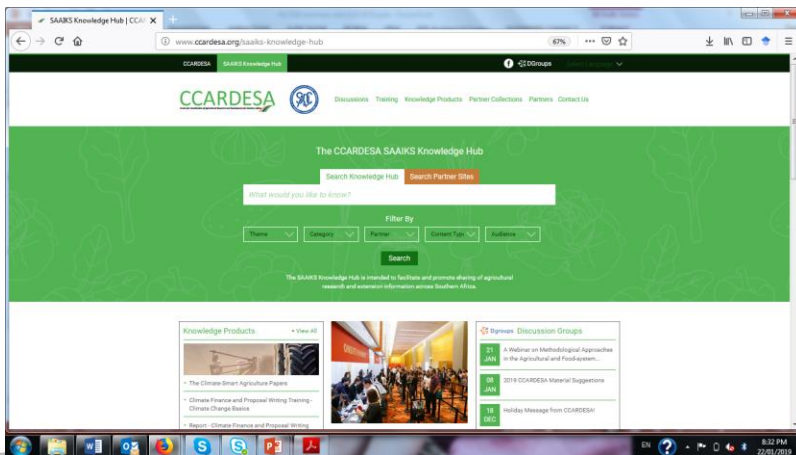 SAAIKS Knowledge Hub | CCA
www.ccardesa.org/saaiks-knowledge-hub
67%
CCARDESA
SAAIKS Knowledge Hub
DGroups
Select Language
CCARDESA
Discussions Training Knowledge Products Partner Collections Partners Contact Us
The CCARDESA SAAIKS Knowledge Hub
Search Knowledge Hub
Search Partner Sites
What would you like to know?
Filter By
Theme
Category
Partner
Content Type
Audience
Search
The SAAIKS Knowledge Hub is intended to facilitate and promote sharing of agricultural
research and extension information across Southern Africa.
Knowledge Products
View All
The Climate-Smart Agriculture Papers
Climate Finance and Proposal Writing Training -
Climate Change Basics
Report - Climate Finance and Proposal Writing
Dgroups Discussion Groups
21
JAN
A Webinar on Methodological Approaches
in the Agricultural and Food-system...
08
JAN
2019 CCARDESA Material Suggestions
18
DEC
Holiday Message from CCARDESA!
EN
8:32 PM
22/01/2019